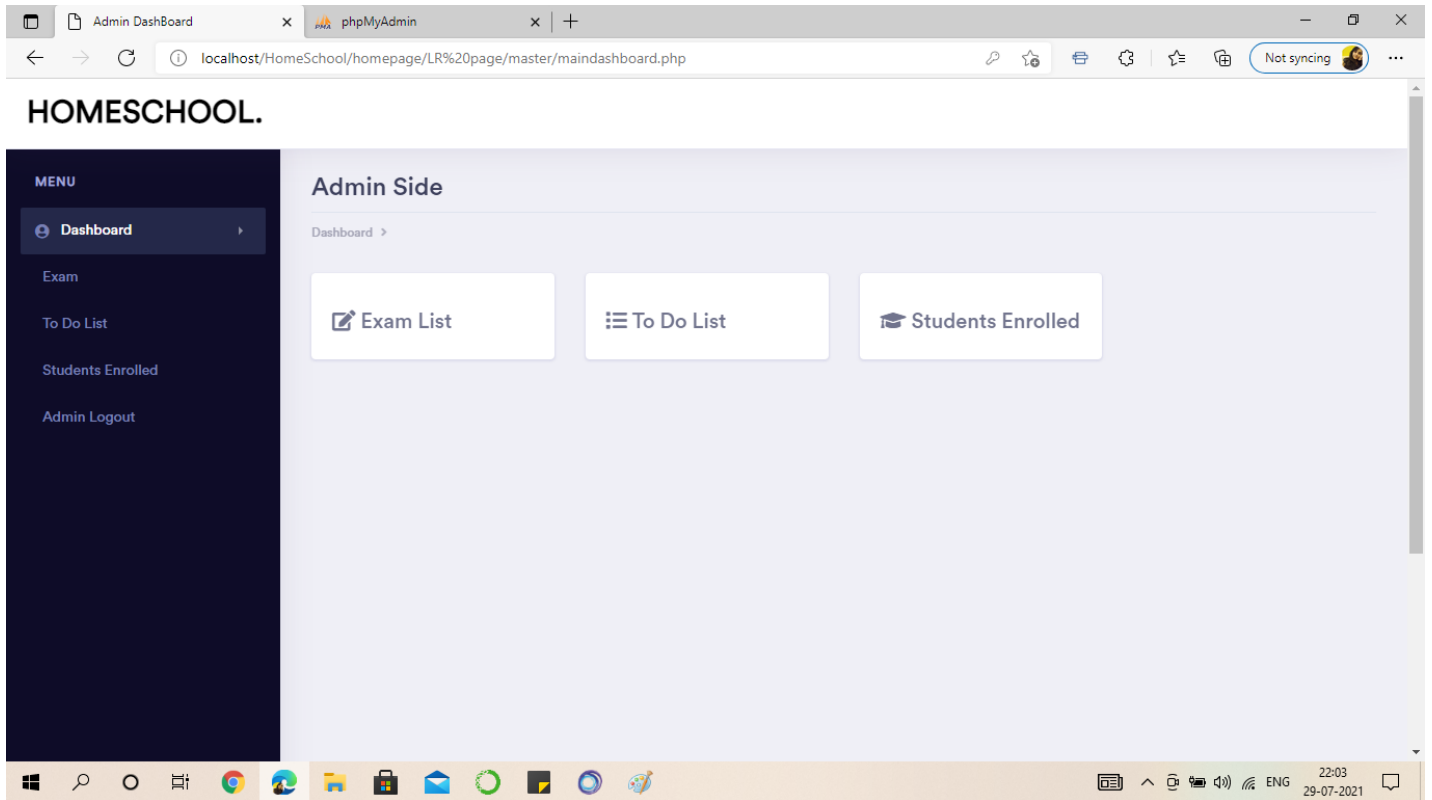 Admin DashBoard
phpMyAdmin
localhost/HomeSchool/homepage/LR%20page/master/maindashboard.php
Not syncing
HOMESCHOOL.
MENU
Dashboard
Exam
To Do List
Students Enrolled
Admin Logout
Admin Side
Dashboard >
Exam List
To Do List
Students Enrolled
ENG
22:03
29-07-2021